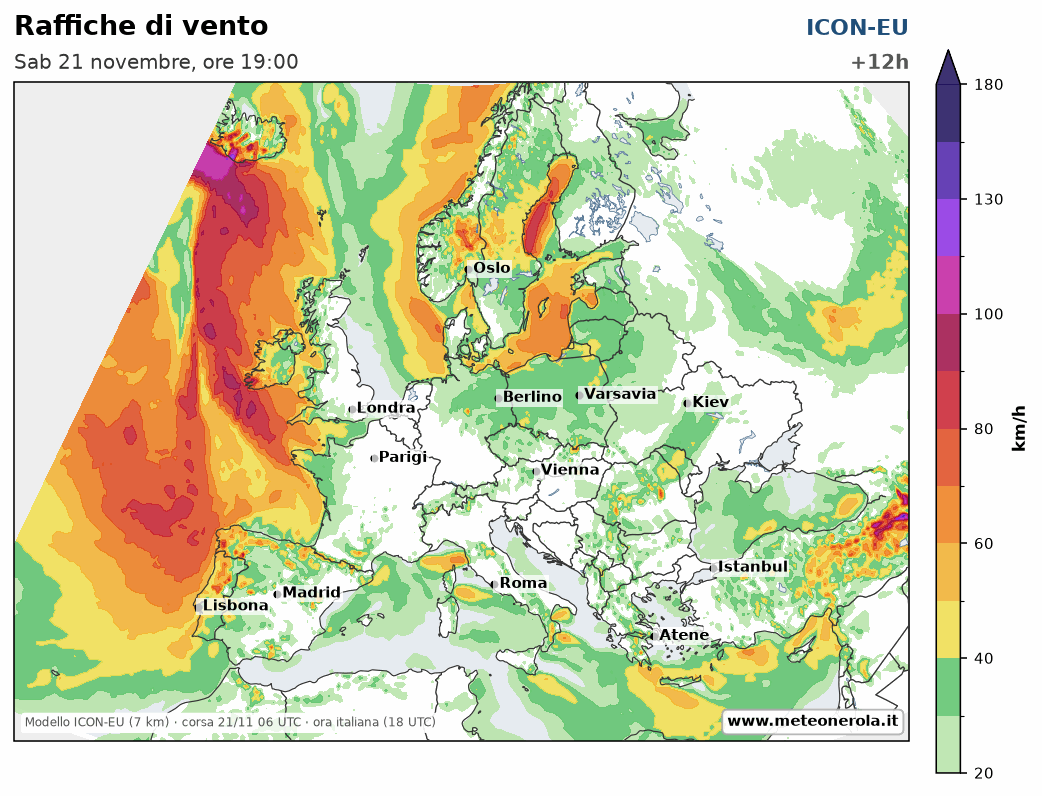 Raffiche di vento
ICON-EU
Sab 21 novembre, ore 19:00
+12h
180
130
100
80
60
40
20
km/h
Oslo
Berlino
Varsavia
Kiev
Londra
Parigi
Vienna
Istanbul
Roma
Madrid
Lisbona
Atene
Modello ICON-EU (7 km) · corsa 21/11 06 UTC · ora italiana (18 UTC)
www.meteonerola.it